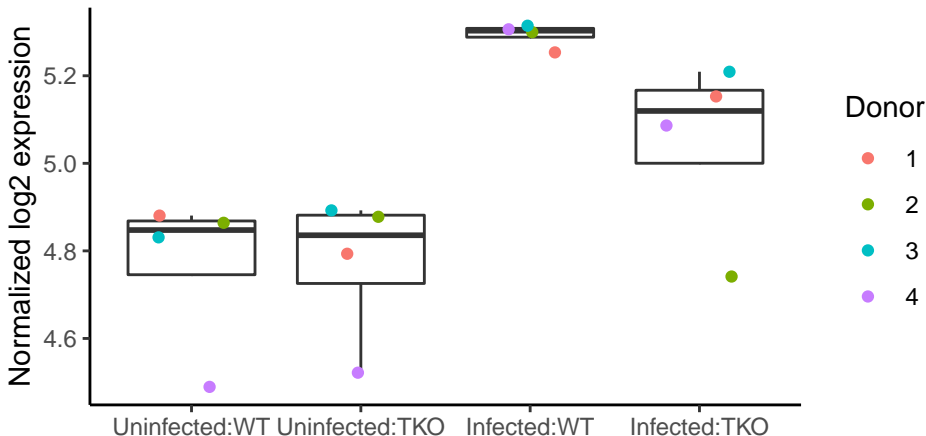 Normalized log2 expression
5.2
5.0
4.8
4.6
Uninfected:WT Uninfected:TKO Infected:WT Infected:TKO
Donor
1
2
3
4